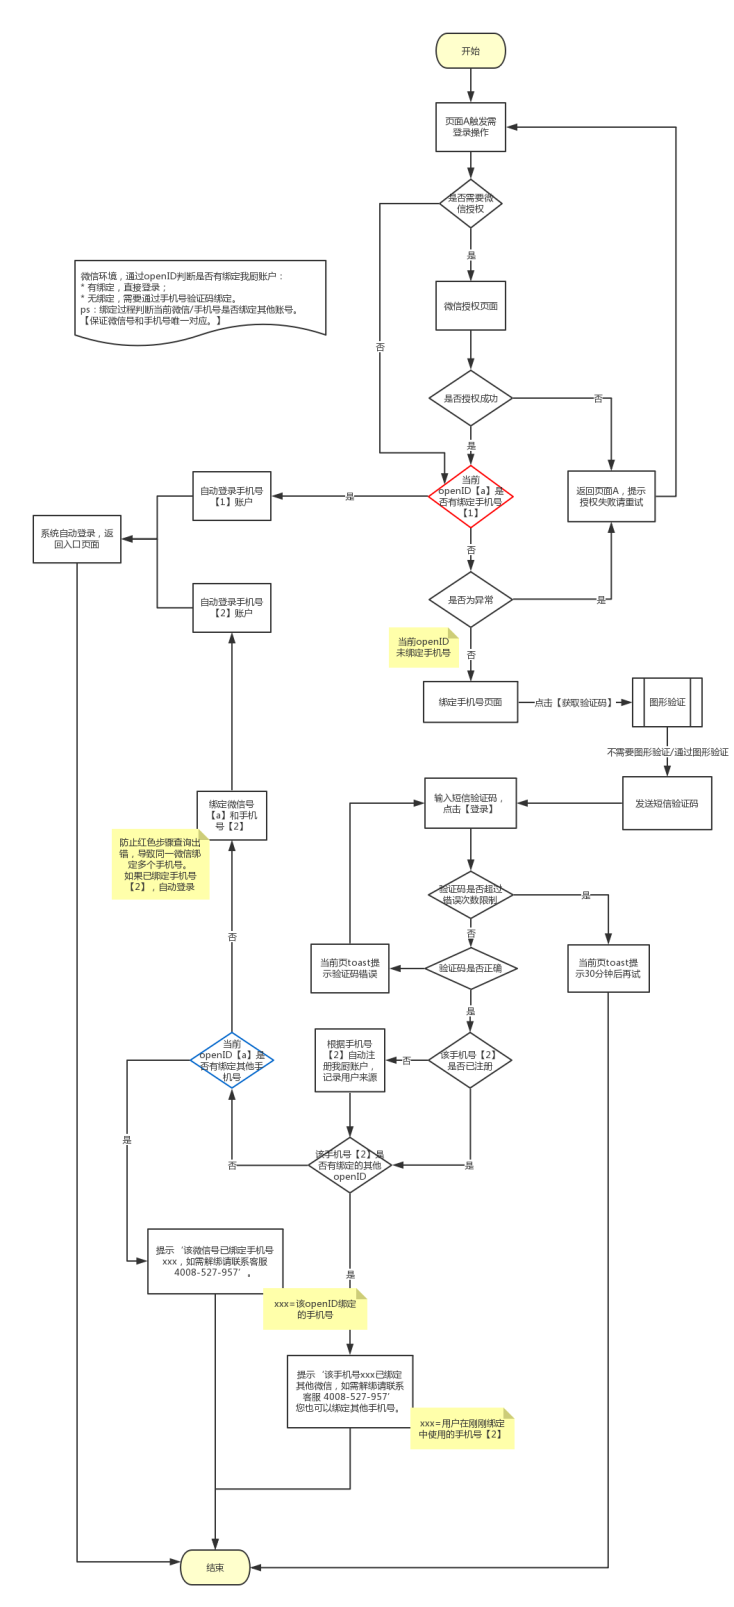 开始
页面A触发需
登录操作
是否需要微
信授权
是
微信环境，通过openID判断是否有绑定我厨账户：
* 有绑定，直接登录；
* 无绑定，需要通过手机号验证码绑定。
ps：绑定过程判断当前微信/手机号是否绑定其他账号。
【保证微信号和手机号唯一对应。】
微信授权页面
否
是否授权成功
否
是
当前
openID【a】是
否有绑定手机号
【1】
是
自动登录手机号
【1】账户
返回页面A，提示
授权失败请重试
系统自动登录，返
回入口页面
否
自动登录手机号
【2】账户
是否为异常
是
当前openID
未绑定手机号
否
绑定手机号页面
点击【获取验证码】
图形验证
不需要图形验证/通过图形验证
绑定微信号
【a】和手机
号【2】
输入短信验证码，
点击【登录】
发送短信验证码
防止红色步骤查询出
错，导致同一微信绑
定多个手机号。
如果已绑定手机号
【2】，自动登录
验证码是否超过
错误次数限制
是
否
否
当前页toast提
示验证码错误
验证码是否正确
当前页toast提
示30分钟后再试
是
当前
openID【a】是
否有绑定其他手
机号
根据手机号
【2】自动注
册我厨账户，
记录用户来源
否
该手机号【2】
是否已注册
是
否
该手机号【2】是
否有绑定的其他
openID
是
提示‘该微信号已绑定手机号
xxx，如需解绑请联系客服
4008-527-957’。
是
xxx=该openID绑定
的手机号
提示‘该手机号xxx已绑定
其他微信，如需解绑请联系
客服 4008-527-957’
您也可以绑定其他手机号。
xxx=用户在刚刚绑定
中使用的手机号【2】
结束